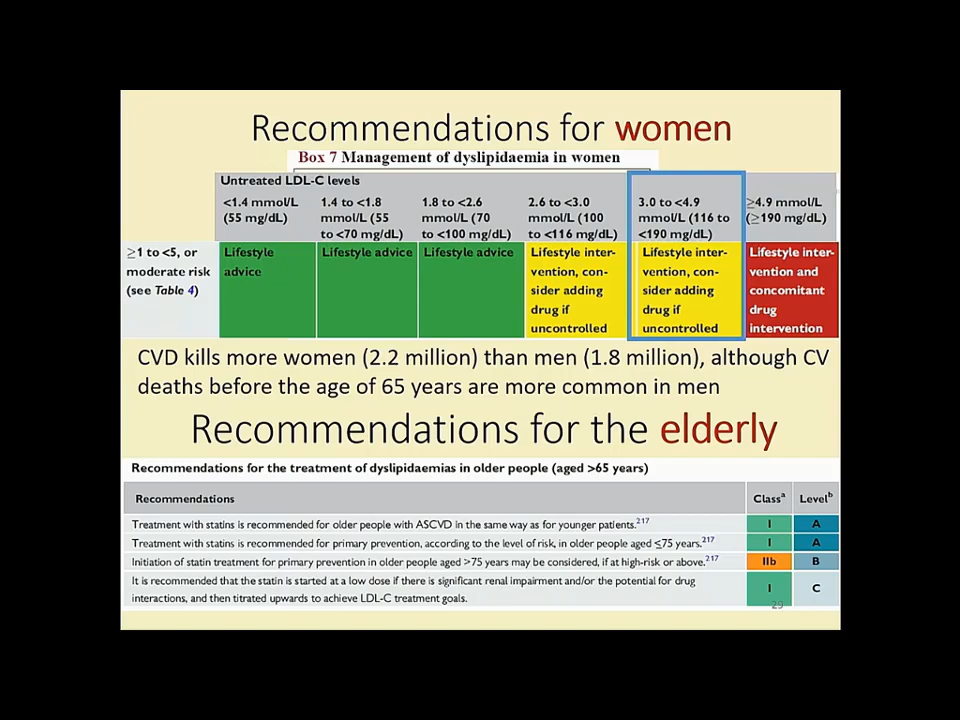 Recommendations for women
Box 7 Management of dyslipidaemia in women
Untreated LDL-C levels
<1.4 mmol/L
(55 mg/dL)
1.4 to <1.8
mmol/L (55
to <70 mg/dL)
1.8 to <2.6
mmol/L (70
to <100 mg/dL)
2.6 to <3.0
mmol/L (100
to <116 mg/dL)
3.0 to <4.9
mmol/L (116 to
<190 mg/dL)
≥4.9 mmol/L
(≥190 mg/dL)
≥1 to <5, or
moderate risk
(see Table 4)
Lifestyle
advice
Lifestyle advice
Lifestyle advice
Lifestyle inter-
vention, con-
sider adding
drug if
uncontrolled
Lifestyle inter-
vention, con-
sider adding
drug if
uncontrolled
Lifestyle inter-
vention and
concomitant
drug
intervention
CVD kills more women (2.2 million) than men (1.8 million), although CV
deaths before the age of 65 years are more common in men
Recommendations for the elderly
Recommendations for the treatment of dyslipidaemias in older people (aged >65 years)
Recommendations Classᵃ Levelᵇ
Treatment with statins is recommended for older people with ASCVD in the same way as for younger patients.²¹⁷ I A
Treatment with statins is recommended for primary prevention, according to the level of risk, in older people aged ≤75 years.²¹⁷ I A
Initiation of statin treatment for primary prevention in older people aged >75 years may be considered, if at high-risk or above.²¹⁷ IIb B
It is recommended that the statin is started at a low dose if there is significant renal impairment and/or the potential for drug
interactions, and then titrated upwards to achieve LDL-C treatment goals. I C
29